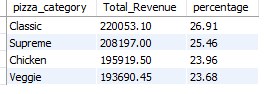 pizza_category Total_Revenue percentage
Classic 220053.10 26.91
Supreme 208197.00 25.46
Chicken 195919.50 23.96
Veggie 193690.45 23.68